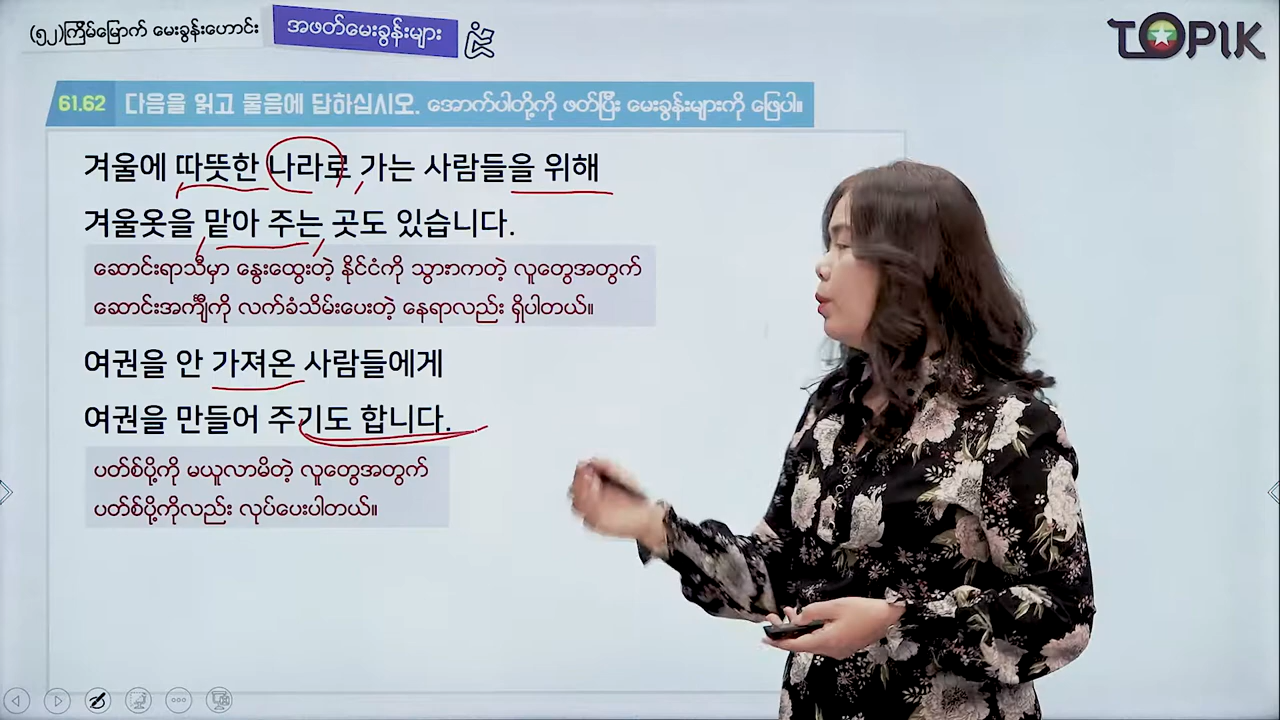 (၅၂)ကြိမ်မြောက် မေးခွန်းဟောင်း
အဖတ်မေးခွန်းများ
TOPIK
61.62 다음을 읽고 물음에 답하십시오. အောက်ပါတို့ကို ဖတ်ပြီး မေးခွန်းများကို ဖြေပါ။
겨울에 따뜻한 나라로 가는 사람들을 위해
겨울옷을 맡아 주는 곳도 있습니다.
ဆောင်းရာသီမှာ နွေးထွေးတဲ့ နိုင်ငံကို သွားကတဲ့ လူတွေအတွက်
ဆောင်းအင်္ကျီကို လက်ခံသိမ်းပေးတဲ့ နေရာလည်း ရှိပါတယ်။
여권을 안 가져온 사람들에게
여권을 만들어 주기도 합니다.
ပတ်စ်ပို့ကို မယူလာမိတဲ့ လူတွေအတွက်
ပတ်စ်ပို့ကိုလည်း လုပ်ပေးပါတယ်။